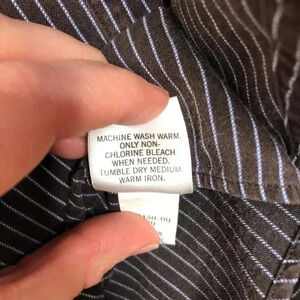 MACHINE WASH WARM.
ONLY NON-
CHLORINE BLEACH
WHEN NEEDED.
TUMBLE DRY MEDIUM.
WARM IRON.